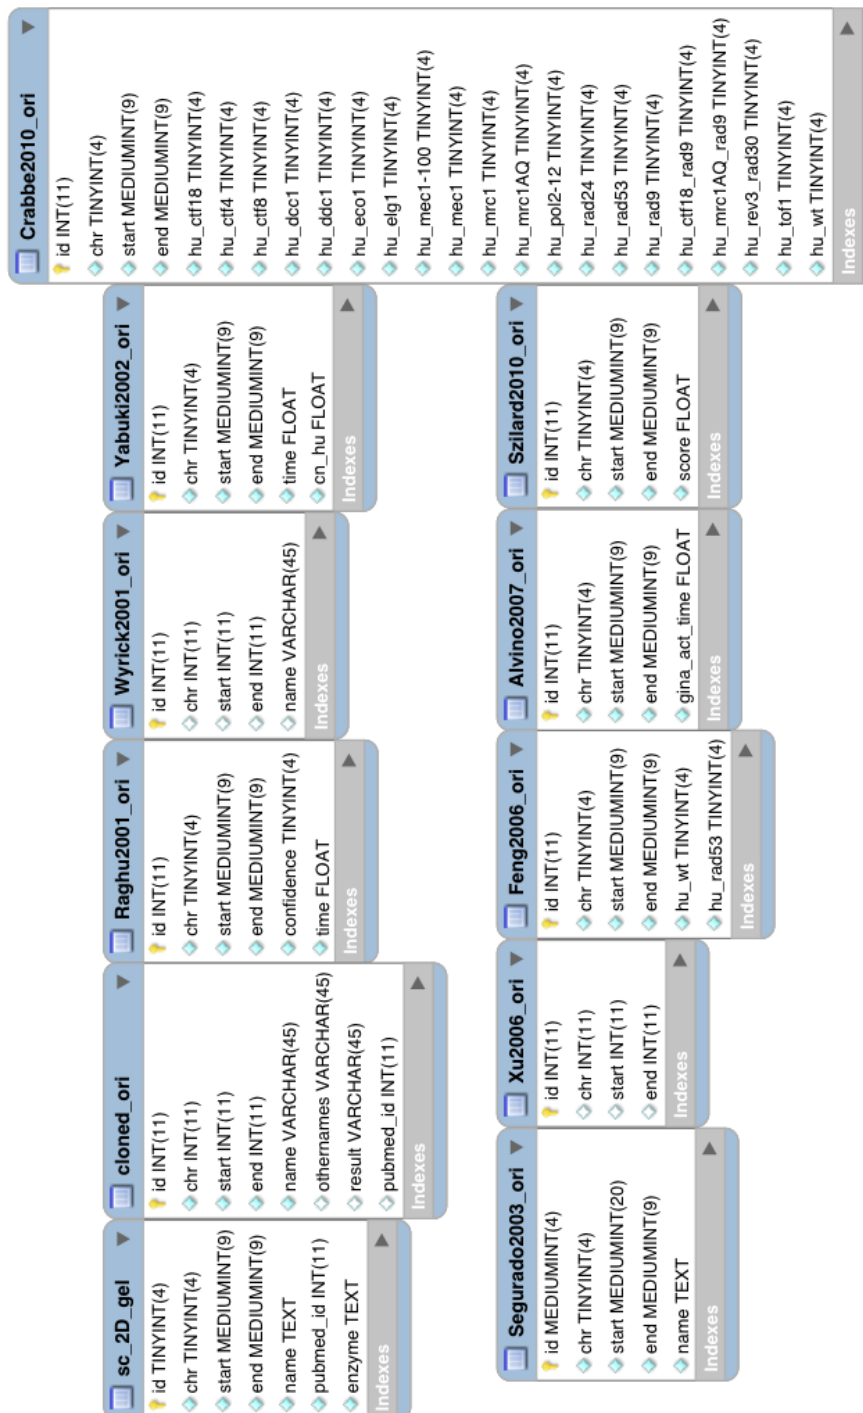 sc_2D_gel
id TINYINT(4)
chr TINYINT(4)
start MEDIUMINT(9)
end MEDIUMINT(9)
name TEXT
pubmed_id INT(11)
enzyme TEXT
Indexes
cloned_ori
id INT(11)
chr INT(11)
start INT(11)
end INT(11)
name VARCHAR(45)
othernames VARCHAR(45)
result VARCHAR(45)
pubmed_id INT(11)
Indexes
Raghu2001_ori
id INT(11)
chr TINYINT(4)
start MEDIUMINT(9)
end MEDIUMINT(9)
confidence TINYINT(4)
time FLOAT
Indexes
Wyrick2001_ori
id INT(11)
chr INT(11)
start INT(11)
end INT(11)
name VARCHAR(45)
Indexes
Yabuki2002_ori
id INT(11)
chr TINYINT(4)
start MEDIUMINT(9)
end MEDIUMINT(9)
time FLOAT
cn_hu FLOAT
Indexes
Crabbe2010_ori
id INT(11)
chr TINYINT(4)
start MEDIUMINT(9)
end MEDIUMINT(9)
hu_ctf18 TINYINT(4)
hu_ctf4 TINYINT(4)
hu_ctf8 TINYINT(4)
hu_dcc1 TINYINT(4)
hu_ddc1 TINYINT(4)
hu_eco1 TINYINT(4)
hu_elg1 TINYINT(4)
hu_mec1-100 TINYINT(4)
hu_mec1 TINYINT(4)
hu_mrc1 TINYINT(4)
hu_mrc1AQ TINYINT(4)
hu_pol2-12 TINYINT(4)
hu_rad24 TINYINT(4)
hu_rad53 TINYINT(4)
hu_rad9 TINYINT(4)
hu_ctf18_rad9 TINYINT(4)
hu_mrc1AQ_rad9 TINYINT(4)
hu_rev3_rad30 TINYINT(4)
hu_tof1 TINYINT(4)
hu_wt TINYINT(4)
Indexes
Segurado2003_ori
id MEDIUMINT(4)
chr TINYINT(4)
start MEDIUMINT(20)
end MEDIUMINT(9)
name TEXT
Indexes
Xu2006_ori
id INT(11)
chr INT(11)
start INT(11)
end INT(11)
Indexes
Feng2006_ori
id INT(11)
chr TINYINT(4)
start MEDIUMINT(9)
end MEDIUMINT(9)
hu_wt TINYINT(4)
hu_rad53 TINYINT(4)
Indexes
Alvino2007_ori
id INT(11)
chr TINYINT(4)
start MEDIUMINT(9)
end MEDIUMINT(9)
gina_act_time FLOAT
Indexes
Szilard2010_ori
id INT(11)
chr TINYINT(4)
start MEDIUMINT(9)
end MEDIUMINT(9)
score FLOAT
Indexes